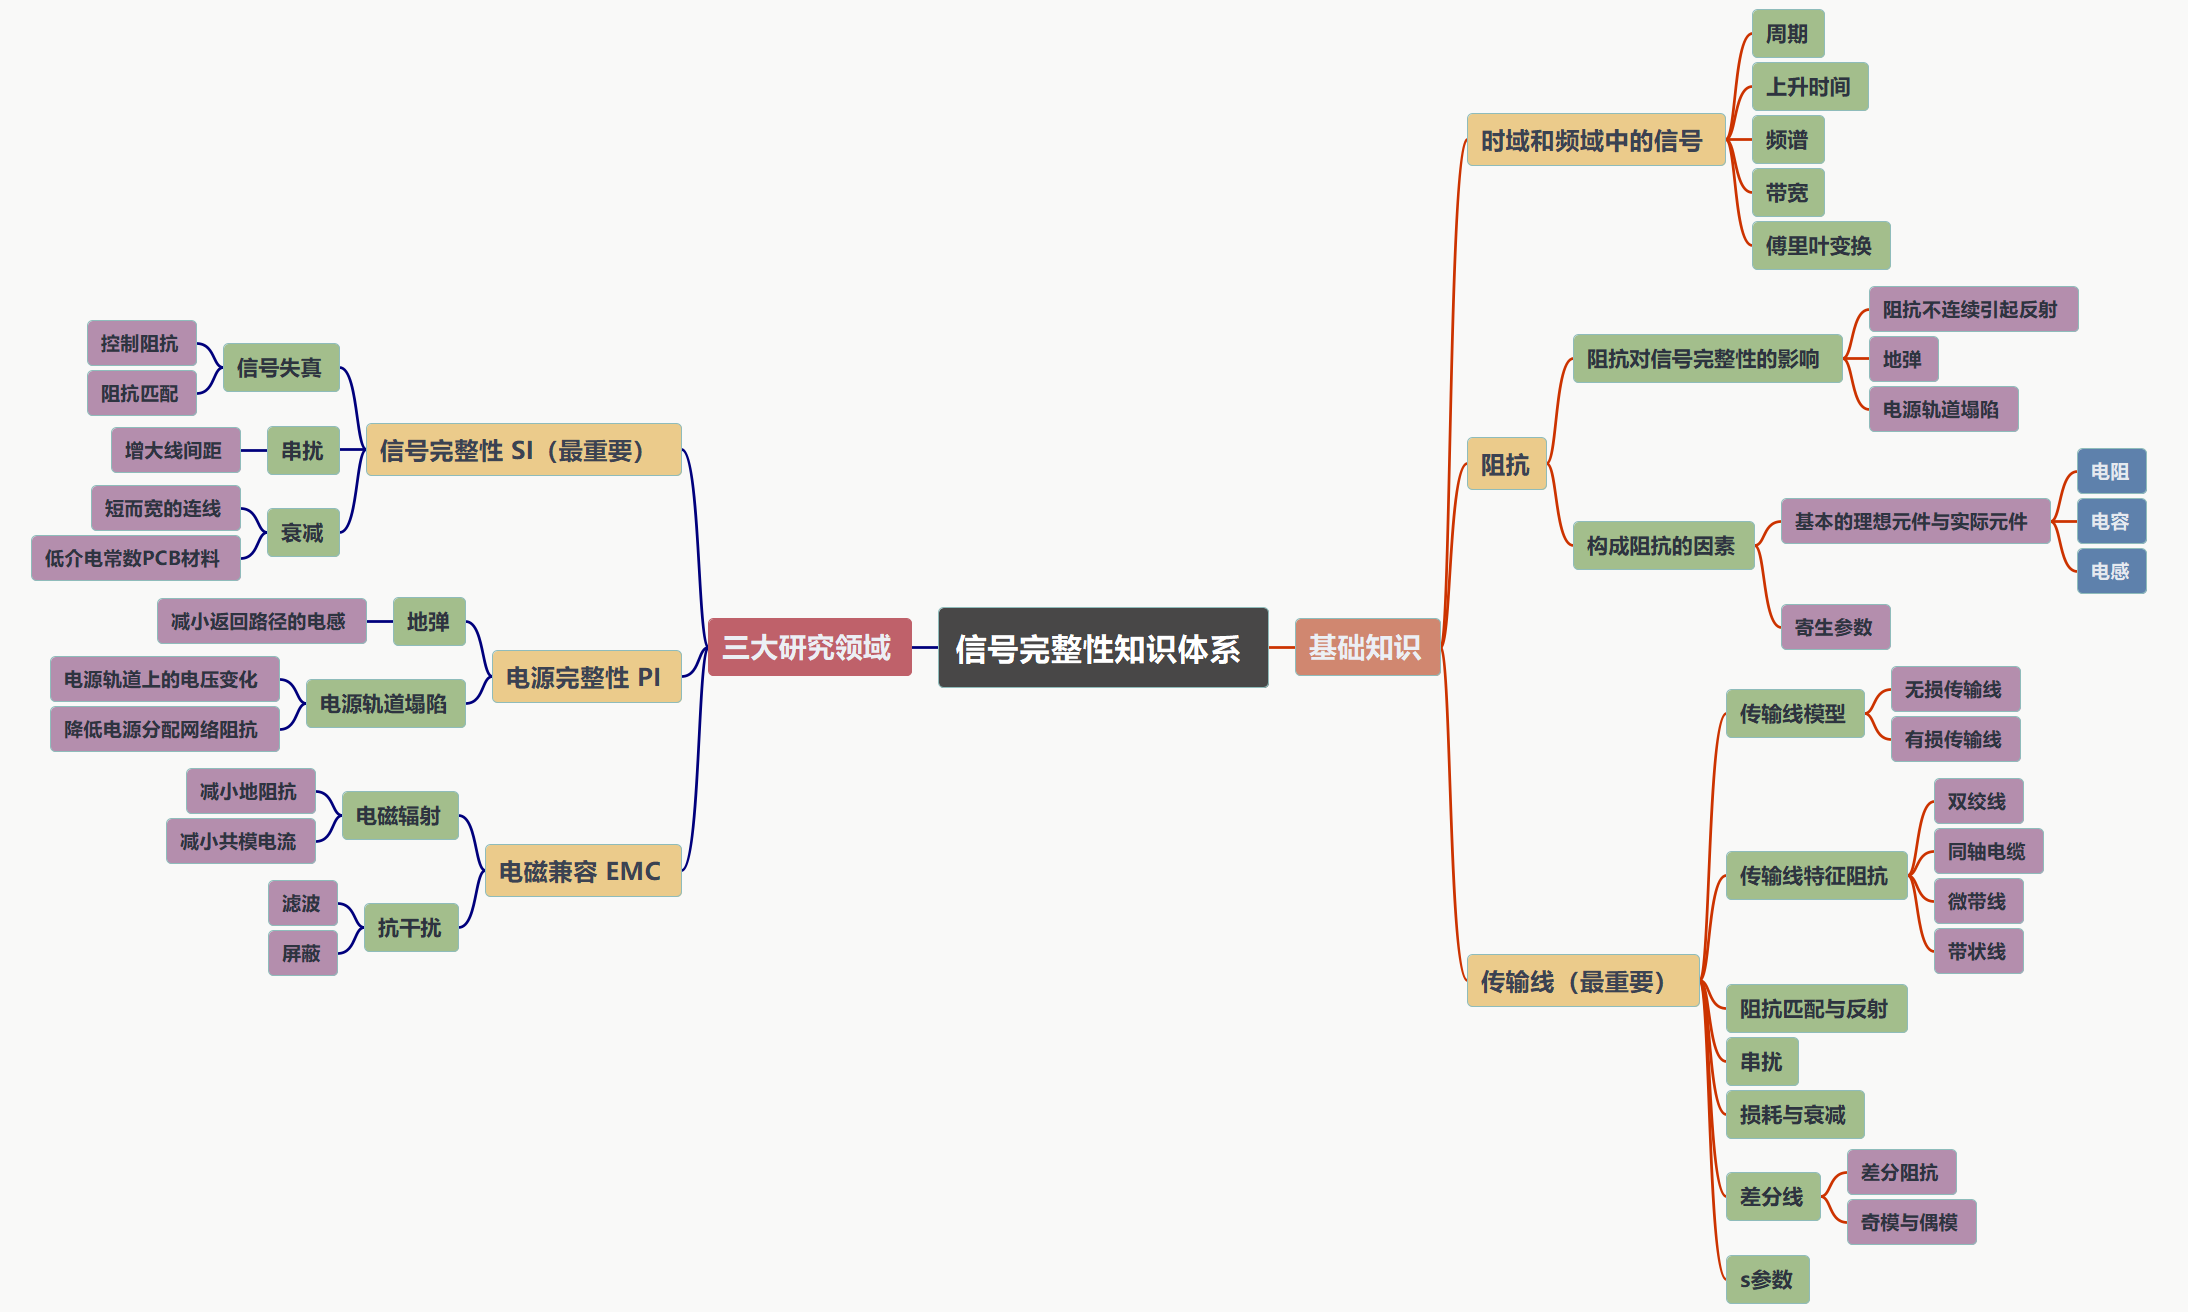 信号完整性知识体系
三大研究领域
信号完整性 SI（最重要）
信号失真
控制阻抗
阻抗匹配
串扰
增大线间距
衰减
短而宽的连线
低介电常数PCB材料
电源完整性 PI
地弹
减小返回路径的电感
电源轨道塌陷
电源轨道上的电压变化
降低电源分配网络阻抗
电磁兼容 EMC
电磁辐射
减小地阻抗
减小共模电流
抗干扰
滤波
屏蔽
基础知识
时域和频域中的信号
周期
上升时间
频谱
带宽
傅里叶变换
阻抗
阻抗对信号完整性的影响
阻抗不连续引起反射
地弹
电源轨道塌陷
构成阻抗的因素
基本的理想元件与实际元件
电阻
电容
电感
寄生参数
传输线（最重要）
传输线模型
无损传输线
有损传输线
传输线特征阻抗
双绞线
同轴电缆
微带线
带状线
阻抗匹配与反射
串扰
损耗与衰减
差分线
差分阻抗
奇模与偶模
s参数